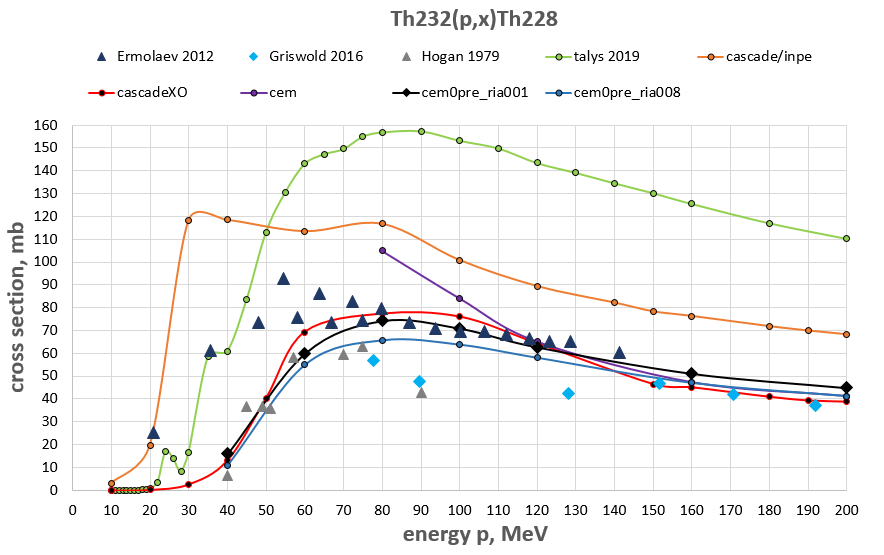 Th232(p,x)Th228
Ermolaev 2012 Griswold 2016 Hogan 1979 talys 2019 cascade/inpe
cascadeXO cem cem0pre_ria001 cem0pre_ria008
cross section, mb
160
150
140
130
120
110
100
90
80
70
60
50
40
30
20
10
0
0 10 20 30 40 50 60 70 80 90 100 110 120 130 140 150 160 170 180 190 200
energy p, MeV